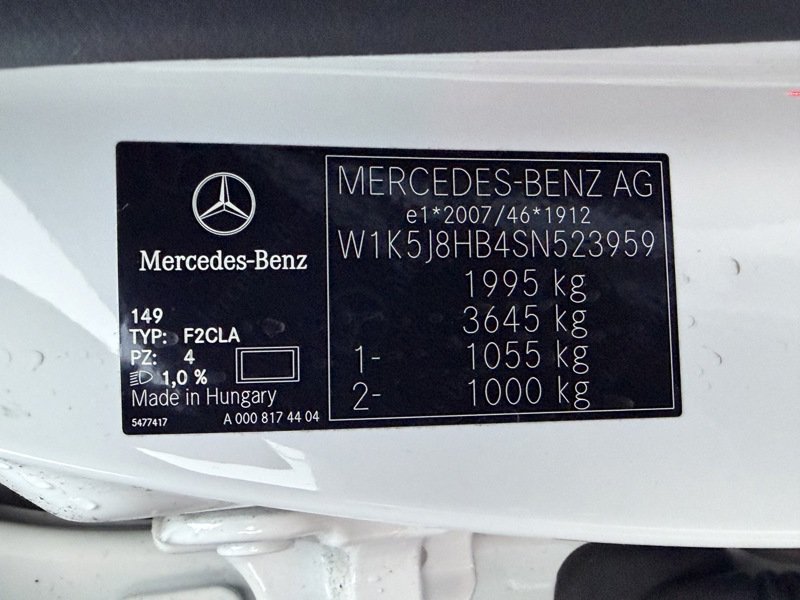 Mercedes-Benz
149
TYP: F2CLA
PZ: 4
1,0 %
Made in Hungary
5477417 A 000 817 44 04
MERCEDES-BENZ AG
e1*2007/46*1912
W1K5J8HB4SN523959
1995 kg
3645 kg
1- 1055 kg
2- 1000 kg